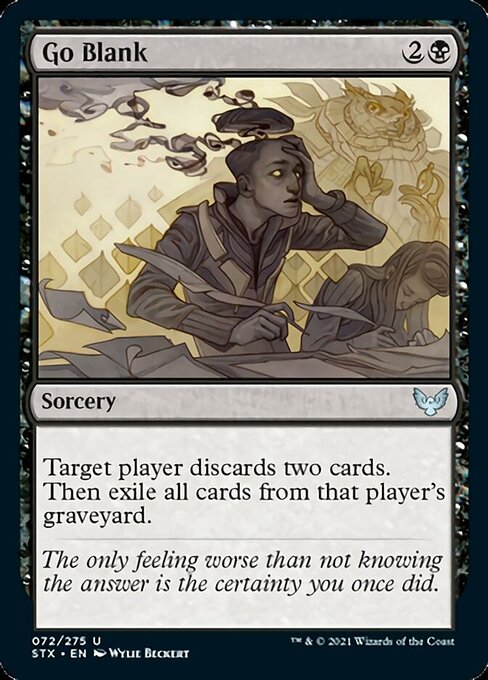 Go Blank 2
Sorcery
Target player discards two cards.
Then exile all cards from that player's
graveyard.
The only feeling worse than not knowing
the answer is the certainty you once did.
072/275 U
STX • EN Wylie Beckert
™ & © 2021 Wizards of the Coast